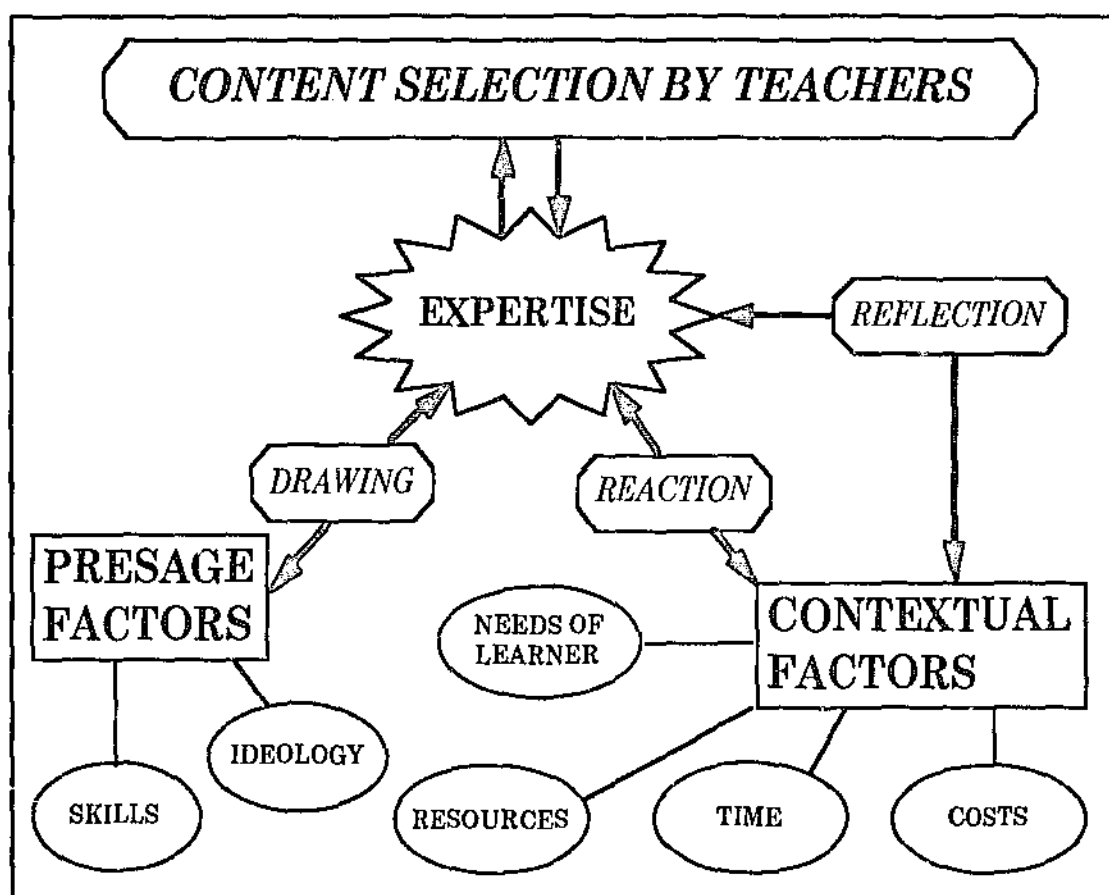 CONTENT SELECTION BY TEACHERS
EXPERTISE
REFLECTION
DRAWING
REACTION
PRESAGE
FACTORS
NEEDS OF
LEARNER
CONTEXTUAL
FACTORS
IDEOLOGY
SKILLS
RESOURCES
TIME
COSTS